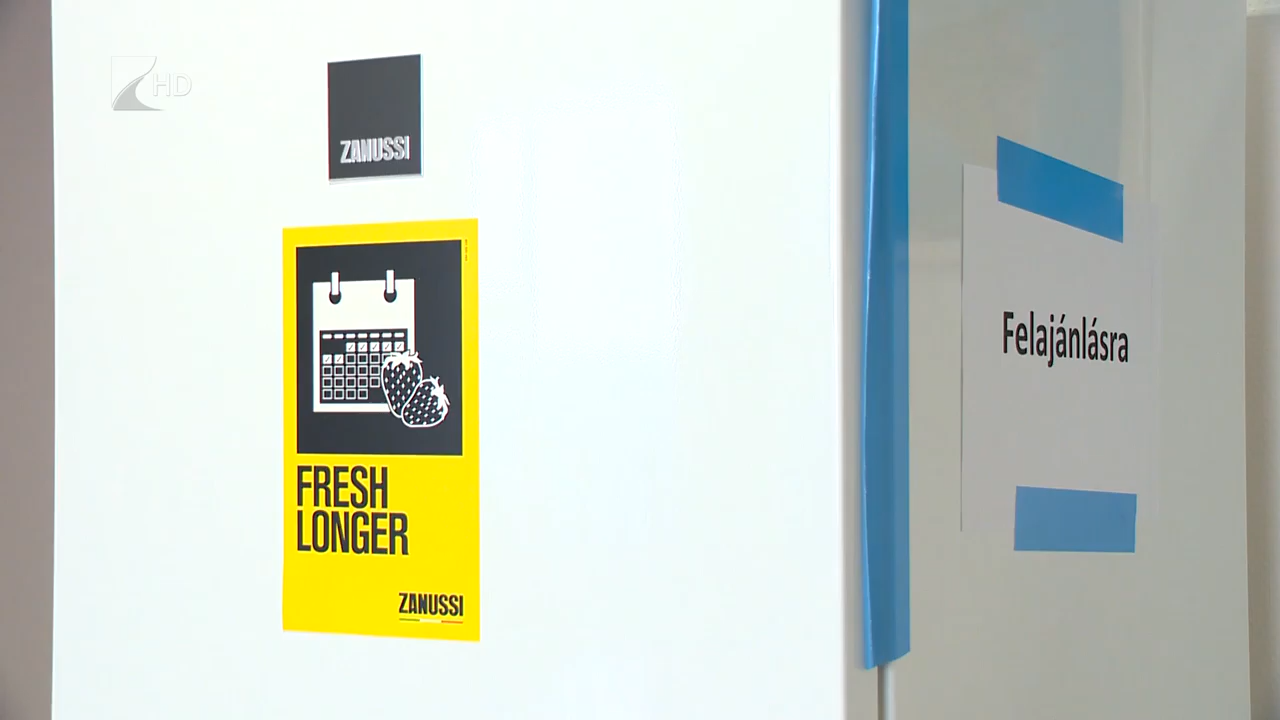 HD
ZANUSSI
FRESH
LONGER
ZANUSSI
Felajánlásra